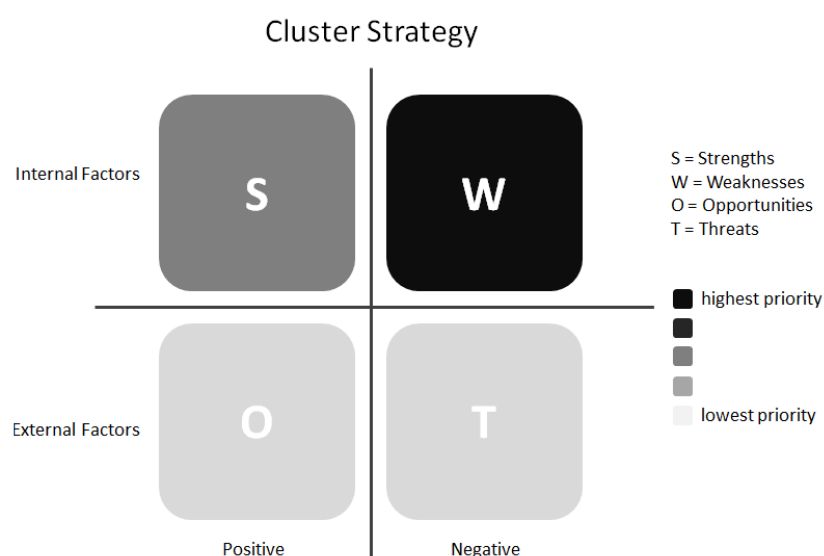 Cluster Strategy
Internal Factors
S
W
S = Strengths
W = Weaknesses
O = Opportunities
T = Threats
highest priority
lowest priority
External Factors
O
T
Positive
Negative